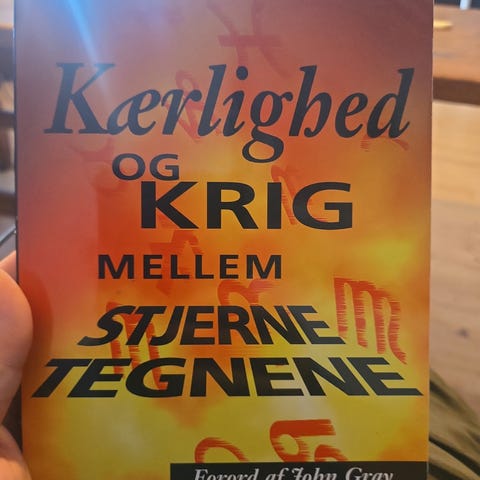 Kærlighed
OG
KRIG
MELLEM
STJERNE
TEGNENE
Forord af John Gray